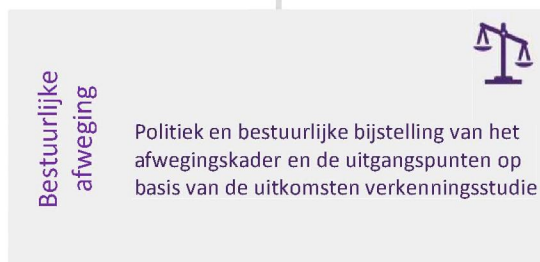 Bestuurlijke
afweging
Politiek en bestuurlijke bijstelling van het
afwegingskader en de uitgangspunten op
basis van de uitkomsten verkenningsstudie